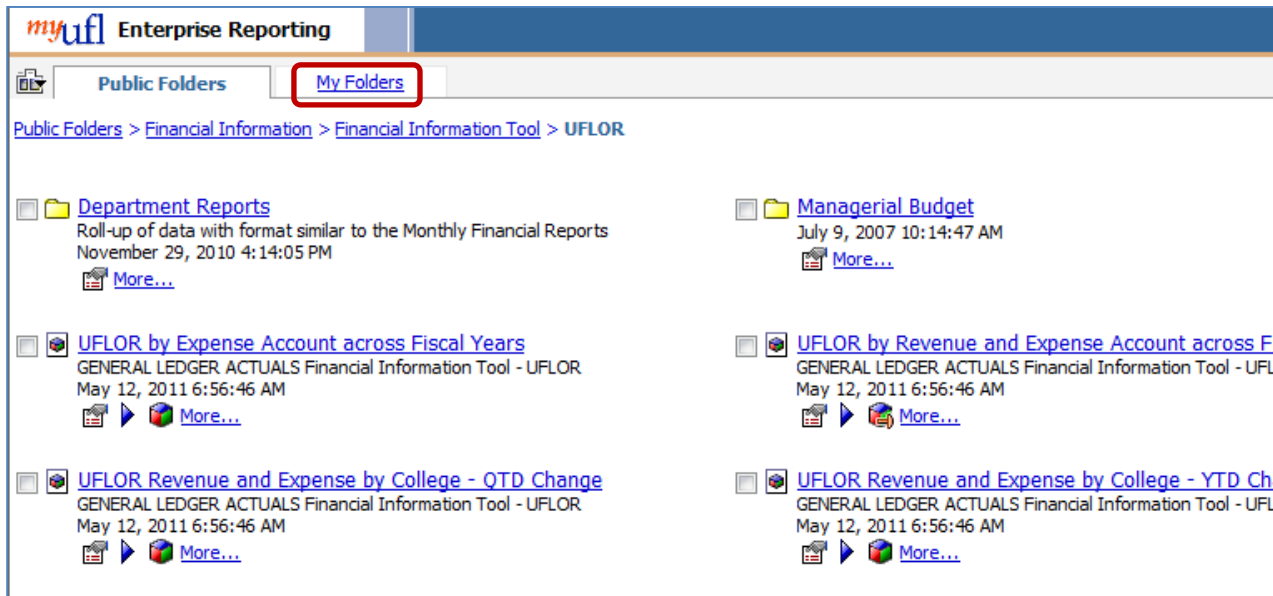 myufl Enterprise Reporting
Public Folders My Folders
Public Folders > Financial Information > Financial Information Tool > UFLOR
Department Reports
Roll-up of data with format similar to the Monthly Financial Reports
November 29, 2010 4:14:05 PM
More...
Managerial Budget
July 9, 2007 10:14:47 AM
More...
UFLOR by Expense Account across Fiscal Years
GENERAL LEDGER ACTUALS Financial Information Tool - UFLOR
May 12, 2011 6:56:46 AM
More...
UFLOR by Revenue and Expense Account across F
GENERAL LEDGER ACTUALS Financial Information Tool - UFL
May 12, 2011 6:56:46 AM
More...
UFLOR Revenue and Expense by College - QTD Change
GENERAL LEDGER ACTUALS Financial Information Tool - UFLOR
May 12, 2011 6:56:46 AM
More...
UFLOR Revenue and Expense by College - YTD Ch
GENERAL LEDGER ACTUALS Financial Information Tool - UFL
May 12, 2011 6:56:46 AM
More...